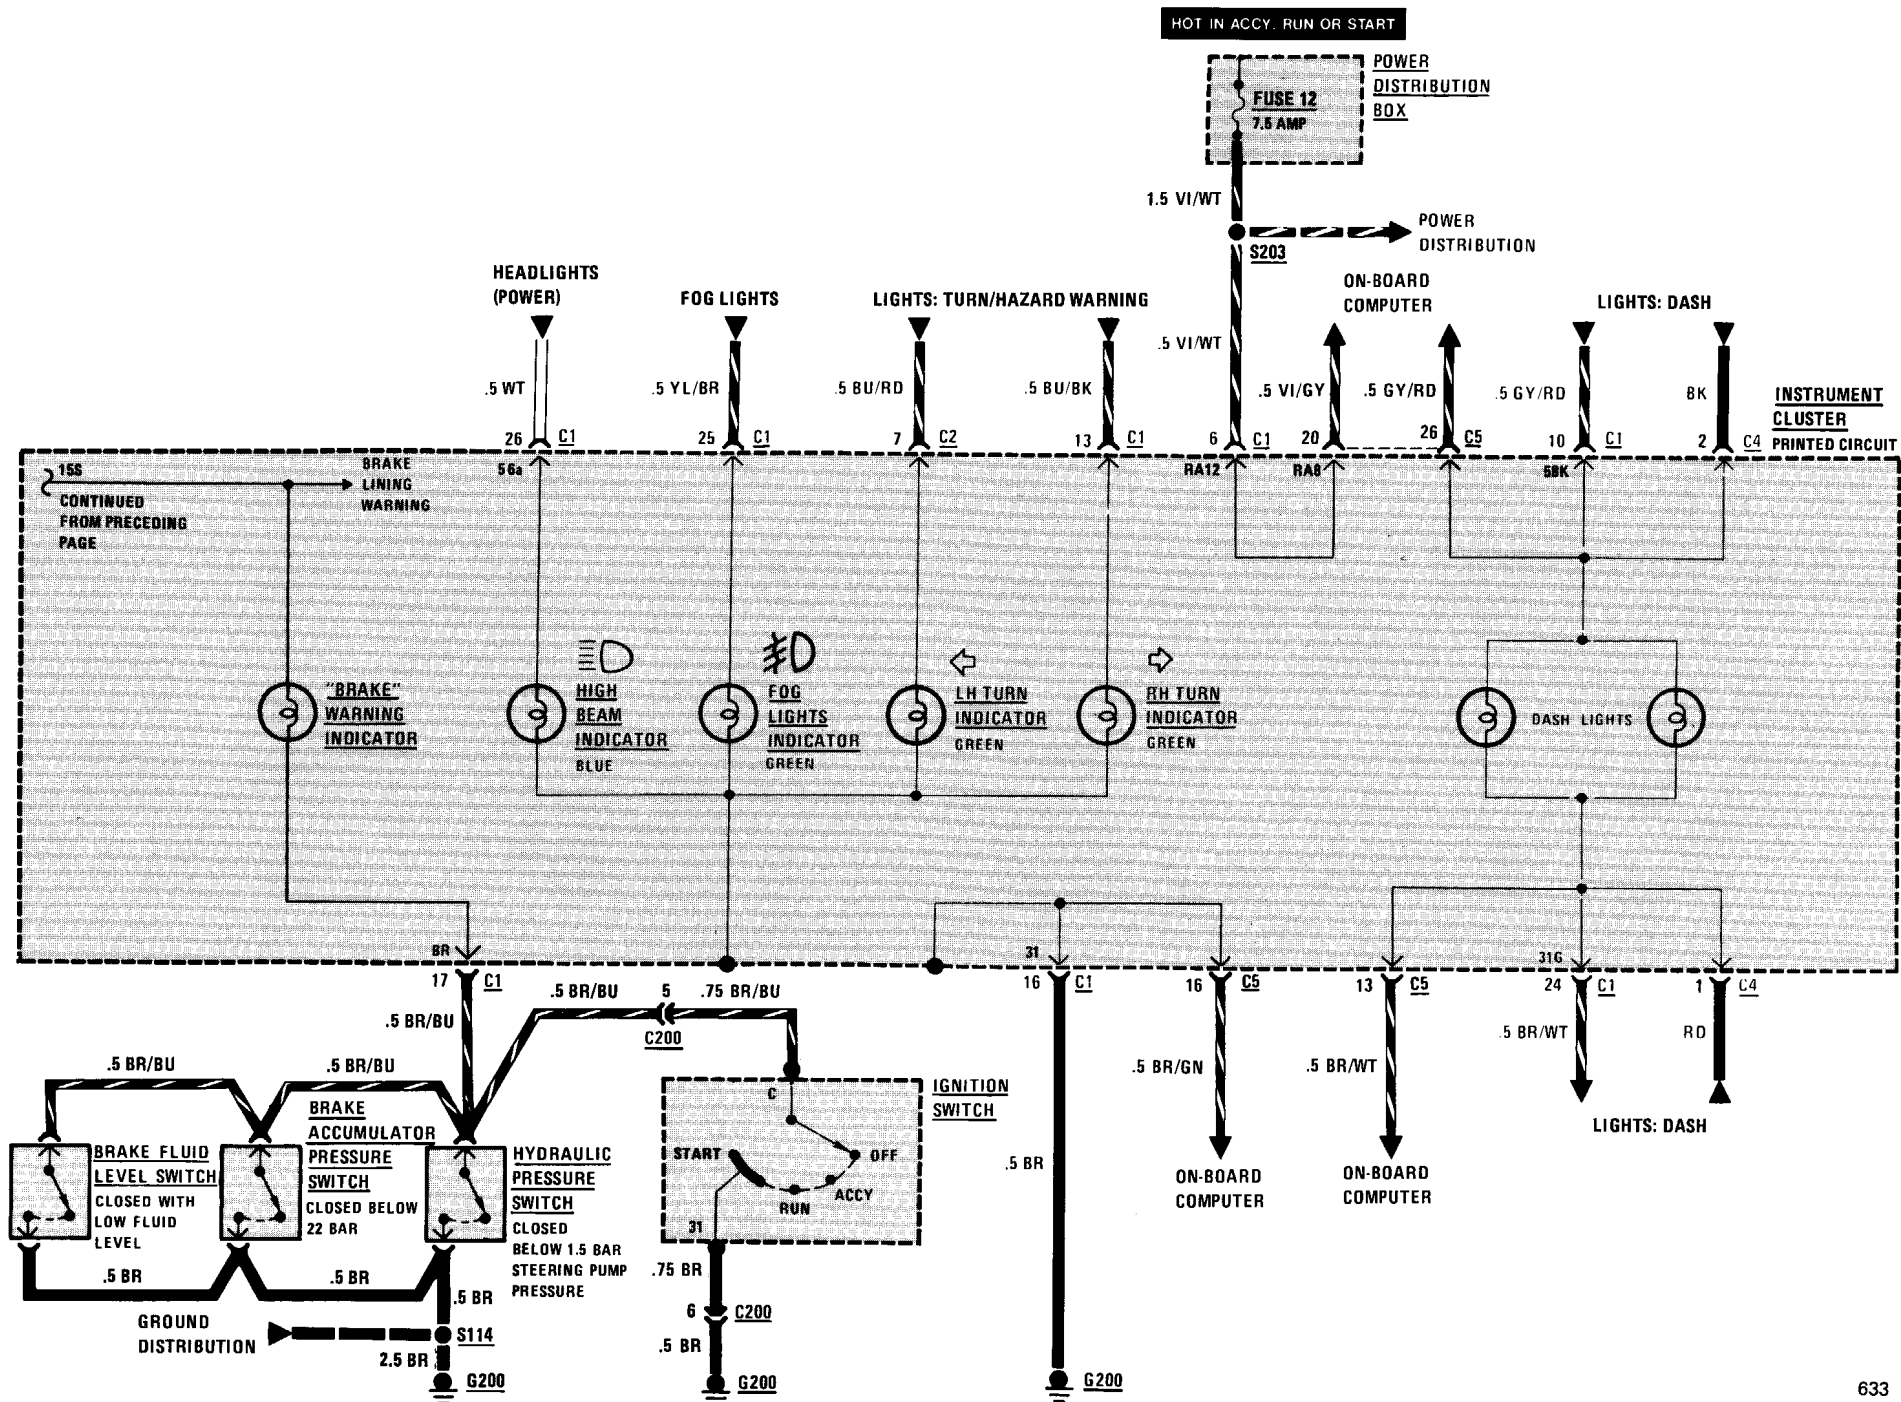 HOT IN ACCY. RUN OR START
POWER
DISTRIBUTION
BOX
FUSE 12
7.5 AMP
1.5 VI/WT
S203
POWER
DISTRIBUTION
HEADLIGHTS
(POWER)
FOG LIGHTS
LIGHTS: TURN/HAZARD WARNING
ON-BOARD
COMPUTER
LIGHTS: DASH
.5 WT
.5 YL/BR
.5 BU/RD
.5 BU/BK
.5 VI/WT
.5 VI/GY
.5 GY/RD
.5 GY/RD
BK
INSTRUMENT
CLUSTER
PRINTED CIRCUIT
26 C1
25 C1
7 C2
13 C1
6 C1
20
26 C5
10 C1
2 C4
15S
CONTINUED
FROM PRECEDING
PAGE
BRAKE
LINING
WARNING
56a
RA12
RA8
58K
"BRAKE"
WARNING
INDICATOR
HIGH
BEAM
INDICATOR
BLUE
FOG
LIGHTS
INDICATOR
GREEN
LH TURN
INDICATOR
GREEN
RH TURN
INDICATOR
GREEN
DASH LIGHTS
BR
31
31G
17 C1
16 C1
16 C5
13 C5
24 C1
1 C4
.5 BR/BU
.5 BR/BU
5
.75 BR/BU
C200
.5 BR/BU
.5 BR/BU
.5 BR/GN
.5 BR/WT
.5 BR/WT
RD
LIGHTS: DASH
ON-BOARD
COMPUTER
ON-BOARD
COMPUTER
BRAKE FLUID
LEVEL SWITCH
CLOSED WITH
LOW FLUID
LEVEL
BRAKE
ACCUMULATOR
PRESSURE
SWITCH
CLOSED BELOW
22 BAR
HYDRAULIC
PRESSURE
SWITCH
CLOSED
BELOW 1.5 BAR
STEERING PUMP
PRESSURE
IGNITION
SWITCH
C
START
OFF
ACCY
RUN
31
.5 BR
.5 BR
.5 BR
.5 BR
.75 BR
6 C200
.5 BR
GROUND
DISTRIBUTION
S114
2.5 BR
G200
G200
G200
633